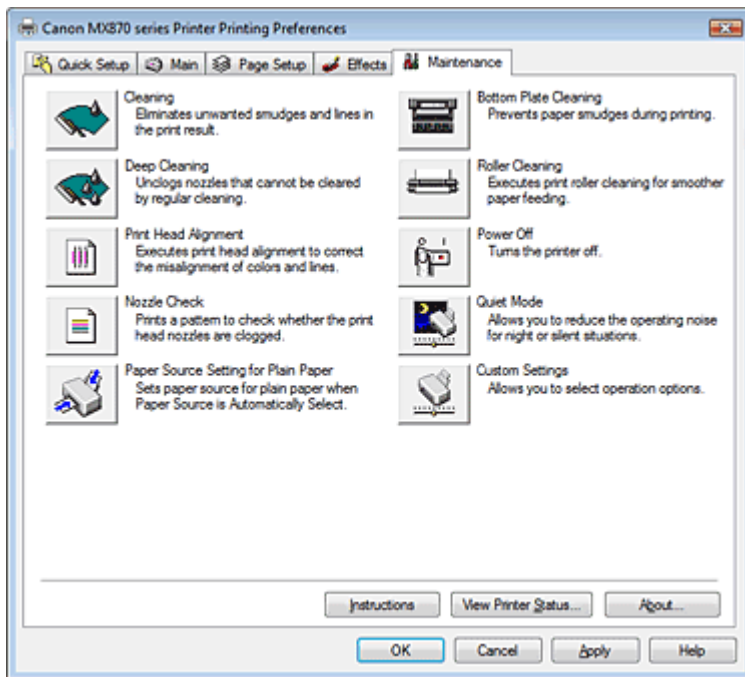 Canon MX870 series Printer Printing Preferences
Quick Setup
Main
Page Setup
Effects
Maintenance
Cleaning
Eliminates unwanted smudges and lines in
the print result.
Deep Cleaning
Unclogs nozzles that cannot be cleared
by regular cleaning.
Print Head Alignment
Executes print head alignment to correct
the misalignment of colors and lines.
Nozzle Check
Prints a pattern to check whether the print
head nozzles are clogged.
Paper Source Setting for Plain Paper
Sets paper source for plain paper when
Paper Source is Automatically Select.
Bottom Plate Cleaning
Prevents paper smudges during printing.
Roller Cleaning
Executes print roller cleaning for smoother
paper feeding.
Power Off
Turns the printer off.
Quiet Mode
Allows you to reduce the operating noise
for night or silent situations.
Custom Settings
Allows you to select operation options.
Instructions
View Printer Status...
About...
OK
Cancel
Apply
Help